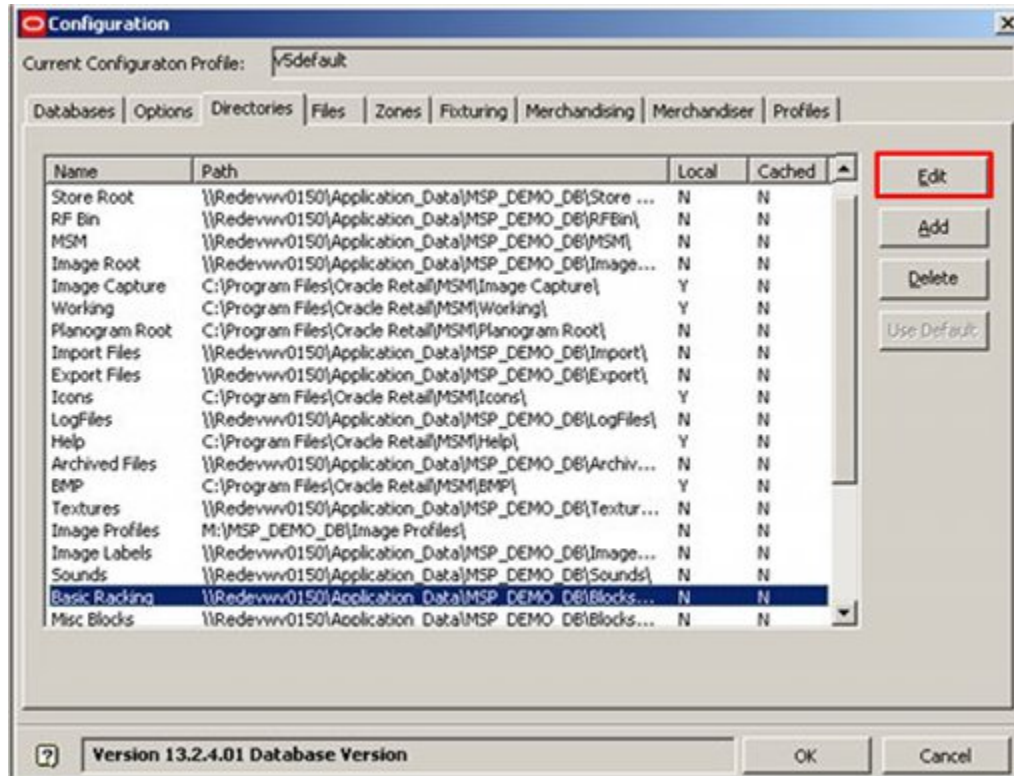 Configuration
Current Configuraton Profile: v5default
Databases Options Directories Files Zones Fixturing Merchandising Merchandiser Profiles
Name Path Local Cached
Store Root \\Redevwv0150\Application_Data\MSP_DEMO_DB\Store ... N N
RF Bin \\Redevwv0150\Application_Data\MSP_DEMO_DB\RFBin\ N N
MSM \\Redevwv0150\Application_Data\MSP_DEMO_DB\MSM\ N N
Image Root \\Redevwv0150\Application_Data\MSP_DEMO_DB\Image... N N
Image Capture C:\Program Files\Oracle Retail\MSM\Image Capture\ Y N
Working C:\Program Files\Oracle Retail\MSM\Working\ Y N
Planogram Root C:\Program Files\Oracle Retail\MSM\Planogram Root\ N N
Import Files \\Redevwv0150\Application_Data\MSP_DEMO_DB\Import\ N N
Export Files \\Redevwv0150\Application_Data\MSP_DEMO_DB\Export\ N N
Icons C:\Program Files\Oracle Retail\MSM\Icons\ Y N
LogFiles \\Redevwv0150\Application_Data\MSP_DEMO_DB\LogFiles\ N N
Help C:\Program Files\Oracle Retail\MSM\Help\ Y N
Archived Files \\Redevwv0150\Application_Data\MSP_DEMO_DB\Archiv... N N
BMP C:\Program Files\Oracle Retail\MSM\BMP\ Y N
Textures \\Redevwv0150\Application_Data\MSP_DEMO_DB\Textur... N N
Image Profiles M:\MSP_DEMO_DB\Image Profiles\ N N
Image Labels \\Redevwv0150\Application_Data\MSP_DEMO_DB\Image... N N
Sounds \\Redevwv0150\Application_Data\MSP_DEMO_DB\Sounds\ N N
Basic Racking \\Redevwv0150\Application_Data\MSP_DEMO_DB\Blocks... N N
Misc Blocks \\Redevwv0150\Application_Data\MSP_DEMO_DB\Blocks... N N
Edit
Add
Delete
Use Default
Version 13.2.4.01 Database Version
OK Cancel